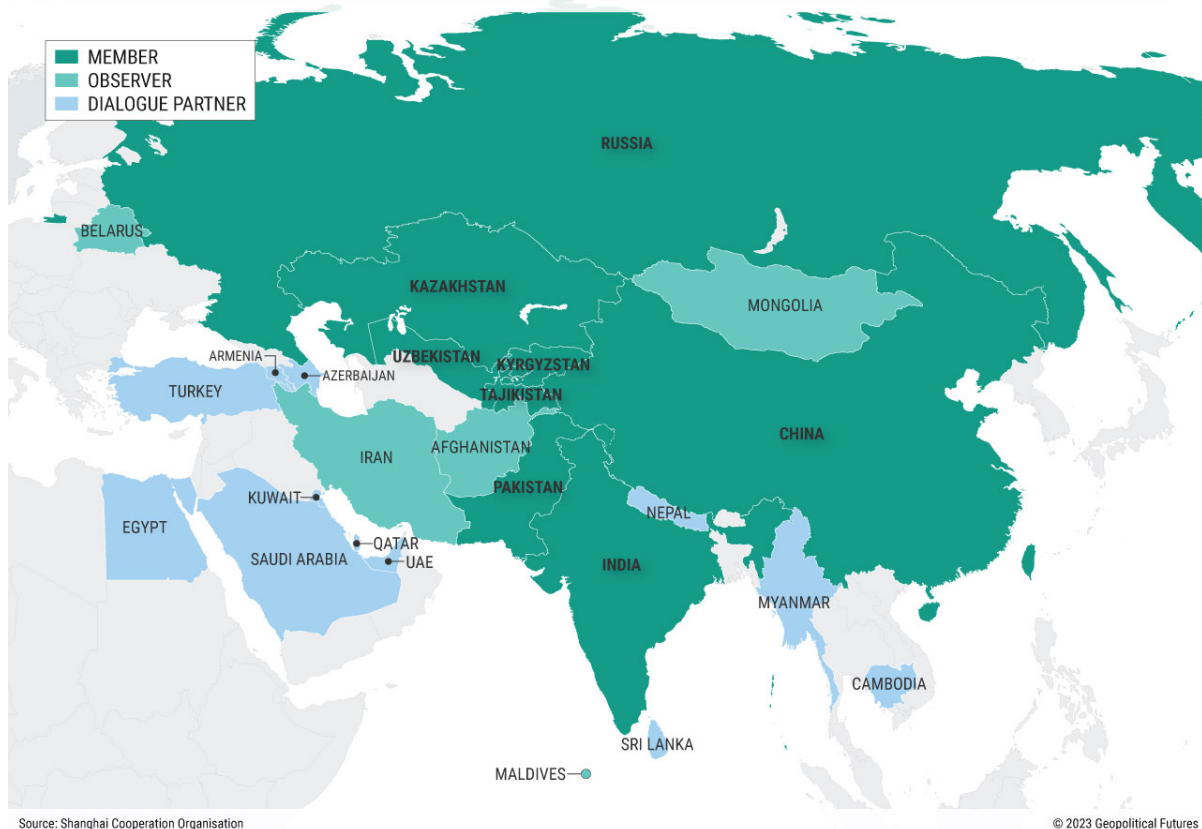 MEMBER
OBSERVER
DIALOGUE PARTNER
RUSSIA
BELARUS
KAZAKHSTAN
MONGOLIA
ARMENIA
UZBEKISTAN
KYRGYZSTAN
AZERBAIJAN
TURKEY
TAJIKISTAN
CHINA
AFGHANISTAN
IRAN
PAKISTAN
KUWAIT
NEPAL
EGYPT
QATAR
SAUDI ARABIA
UAE
INDIA
MYANMAR
CAMBODIA
SRI LANKA
MALDIVES
Source: Shanghai Cooperation Organisation
© 2023 Geopolitical Futures